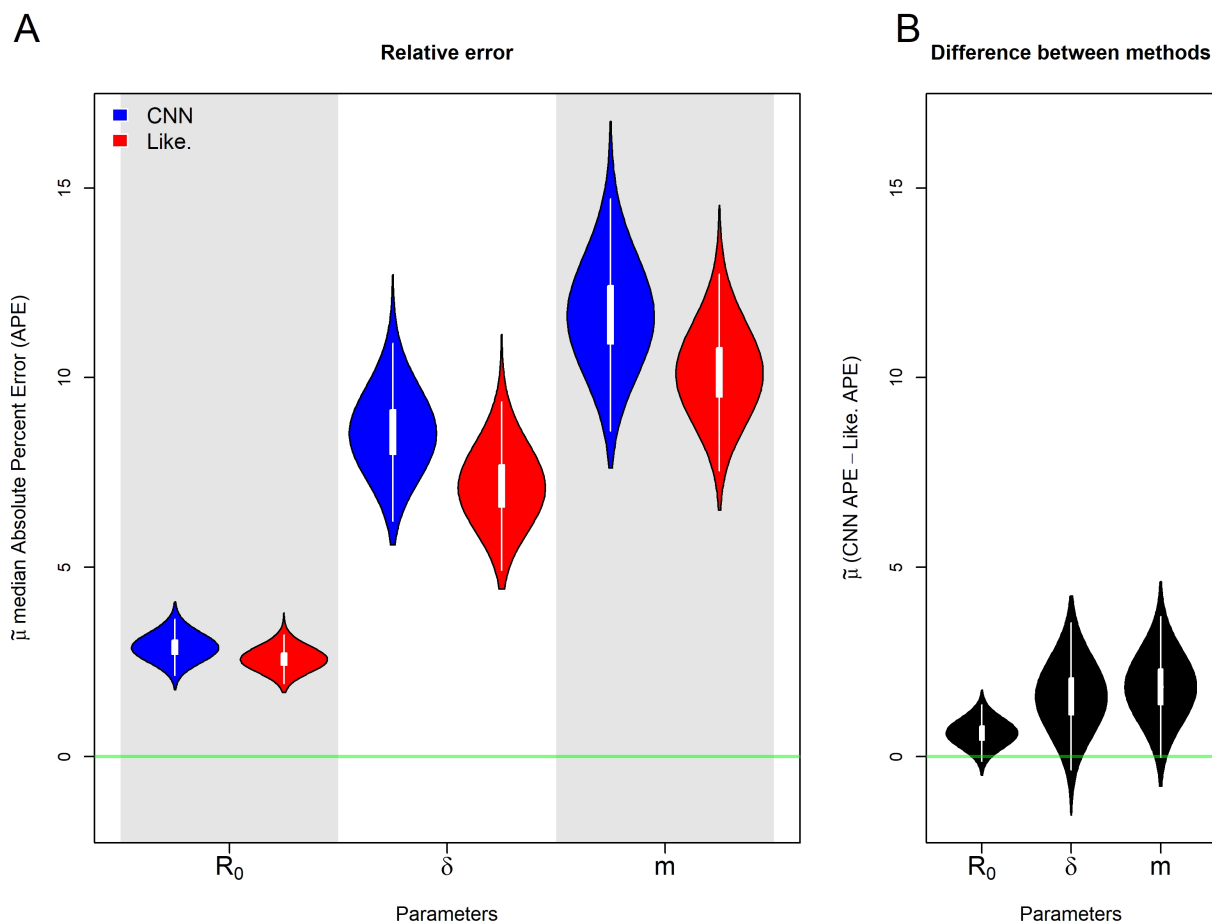 A
Relative error
CNN
Like.
μ̃ median Absolute Percent Error (APE)
15
10
5
0
R₀
δ
m
Parameters
B
Difference between methods
μ̃ (CNN APE − Like. APE)
15
10
5
0
R₀
δ
m
Parameters